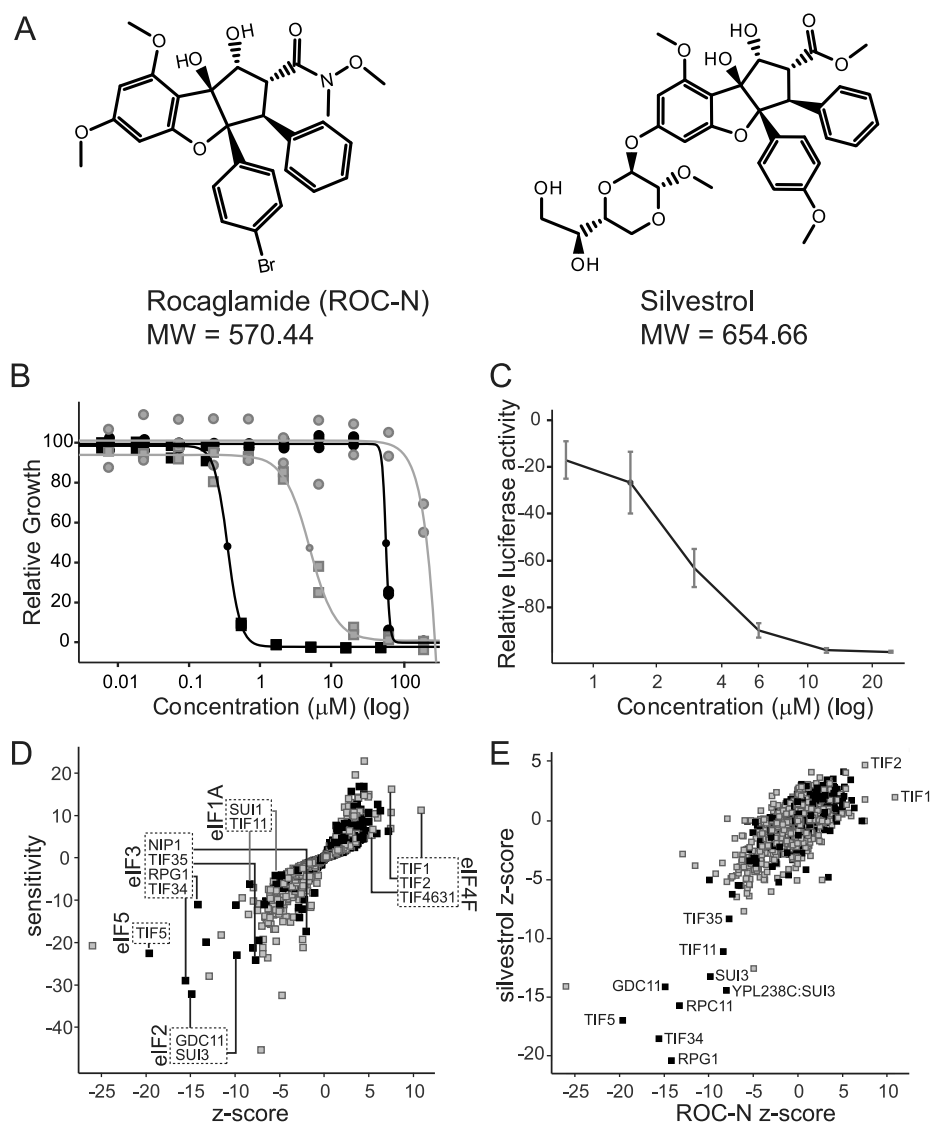 A
O
HO
OH
O
N
O
O
O
Br
Rocaglamide (ROC-N)
MW = 570.44
O
HO
OH
O
O
O
O
O
O
O
HO
OH
O
Silvestrol
MW = 654.66
B
Relative Growth
100
80
60
40
20
0
0.01
0.1
1
10
100
Concentration (µM) (log)
C
Relative luciferase activity
0
-20
-40
-60
-80
1
2
4
6
10
20
Concentration (µM) (log)
D
sensitivity
20
10
0
-10
-20
-30
-40
eIF1A
SUI1
TIF11
eIF3
NIP1
TIF35
RPG1
TIF34
eIF5
TIF5
eIF2
GDC11
SUI3
TIF1
TIF2
TIF4631
eIF4F
-25
-20
-15
-10
-5
0
5
10
z-score
E
silvestrol z-score
5
0
-5
-10
-15
-20
TIF2
TIF1
TIF35
TIF11
SUI3
GDC11
YPL238C:SUI3
RPC11
TIF5
TIF34
RPG1
-25
-20
-15
-10
-5
0
5
10
ROC-N z-score